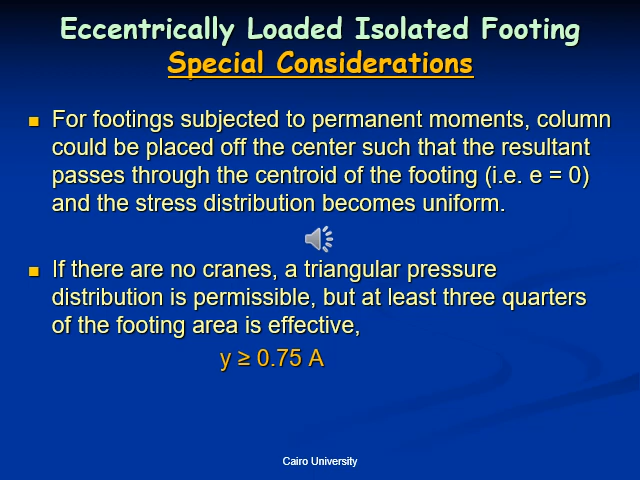 Eccentrically Loaded Isolated Footing
Special Considerations
For footings subjected to permanent moments, column
could be placed off the center such that the resultant
passes through the centroid of the footing (i.e. e = 0)
and the stress distribution becomes uniform.
If there are no cranes, a triangular pressure
distribution is permissible, but at least three quarters
of the footing area is effective,
y ≥ 0.75 A
Cairo University